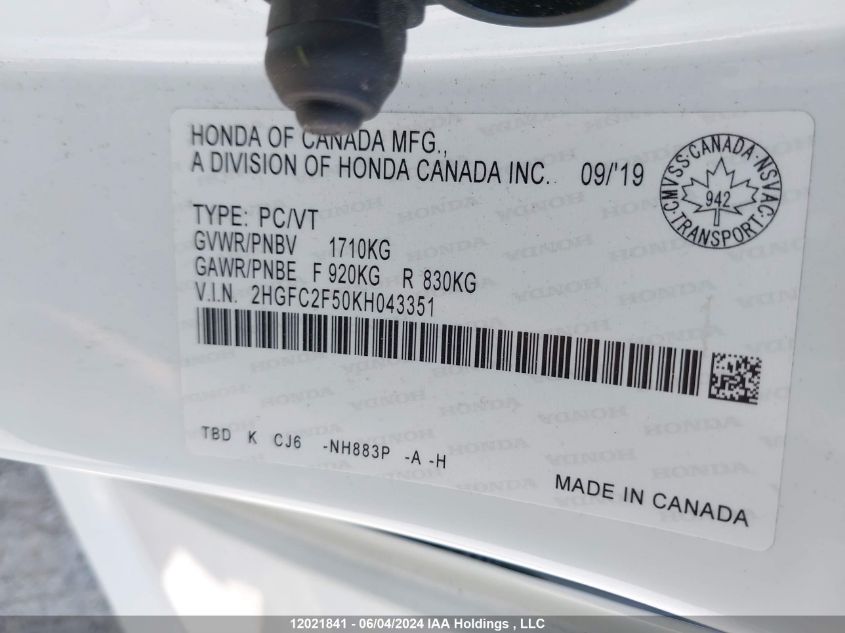 HONDA OF CANADA MFG.,
A DIVISION OF HONDA CANADA INC. 09/'19
CMVSS·CANADA·NSVAC·
942
TRANSPORT
TYPE: PC/VT
GVWR/PNBV 1710KG
GAWR/PNBE F 920KG R 830KG
V.I.N. 2HGFC2F50KH043351
TBD K CJ6 -NH883P -A -H
MADE IN CANADA
12021841 - 06/04/2024 IAA Holdings , LLC